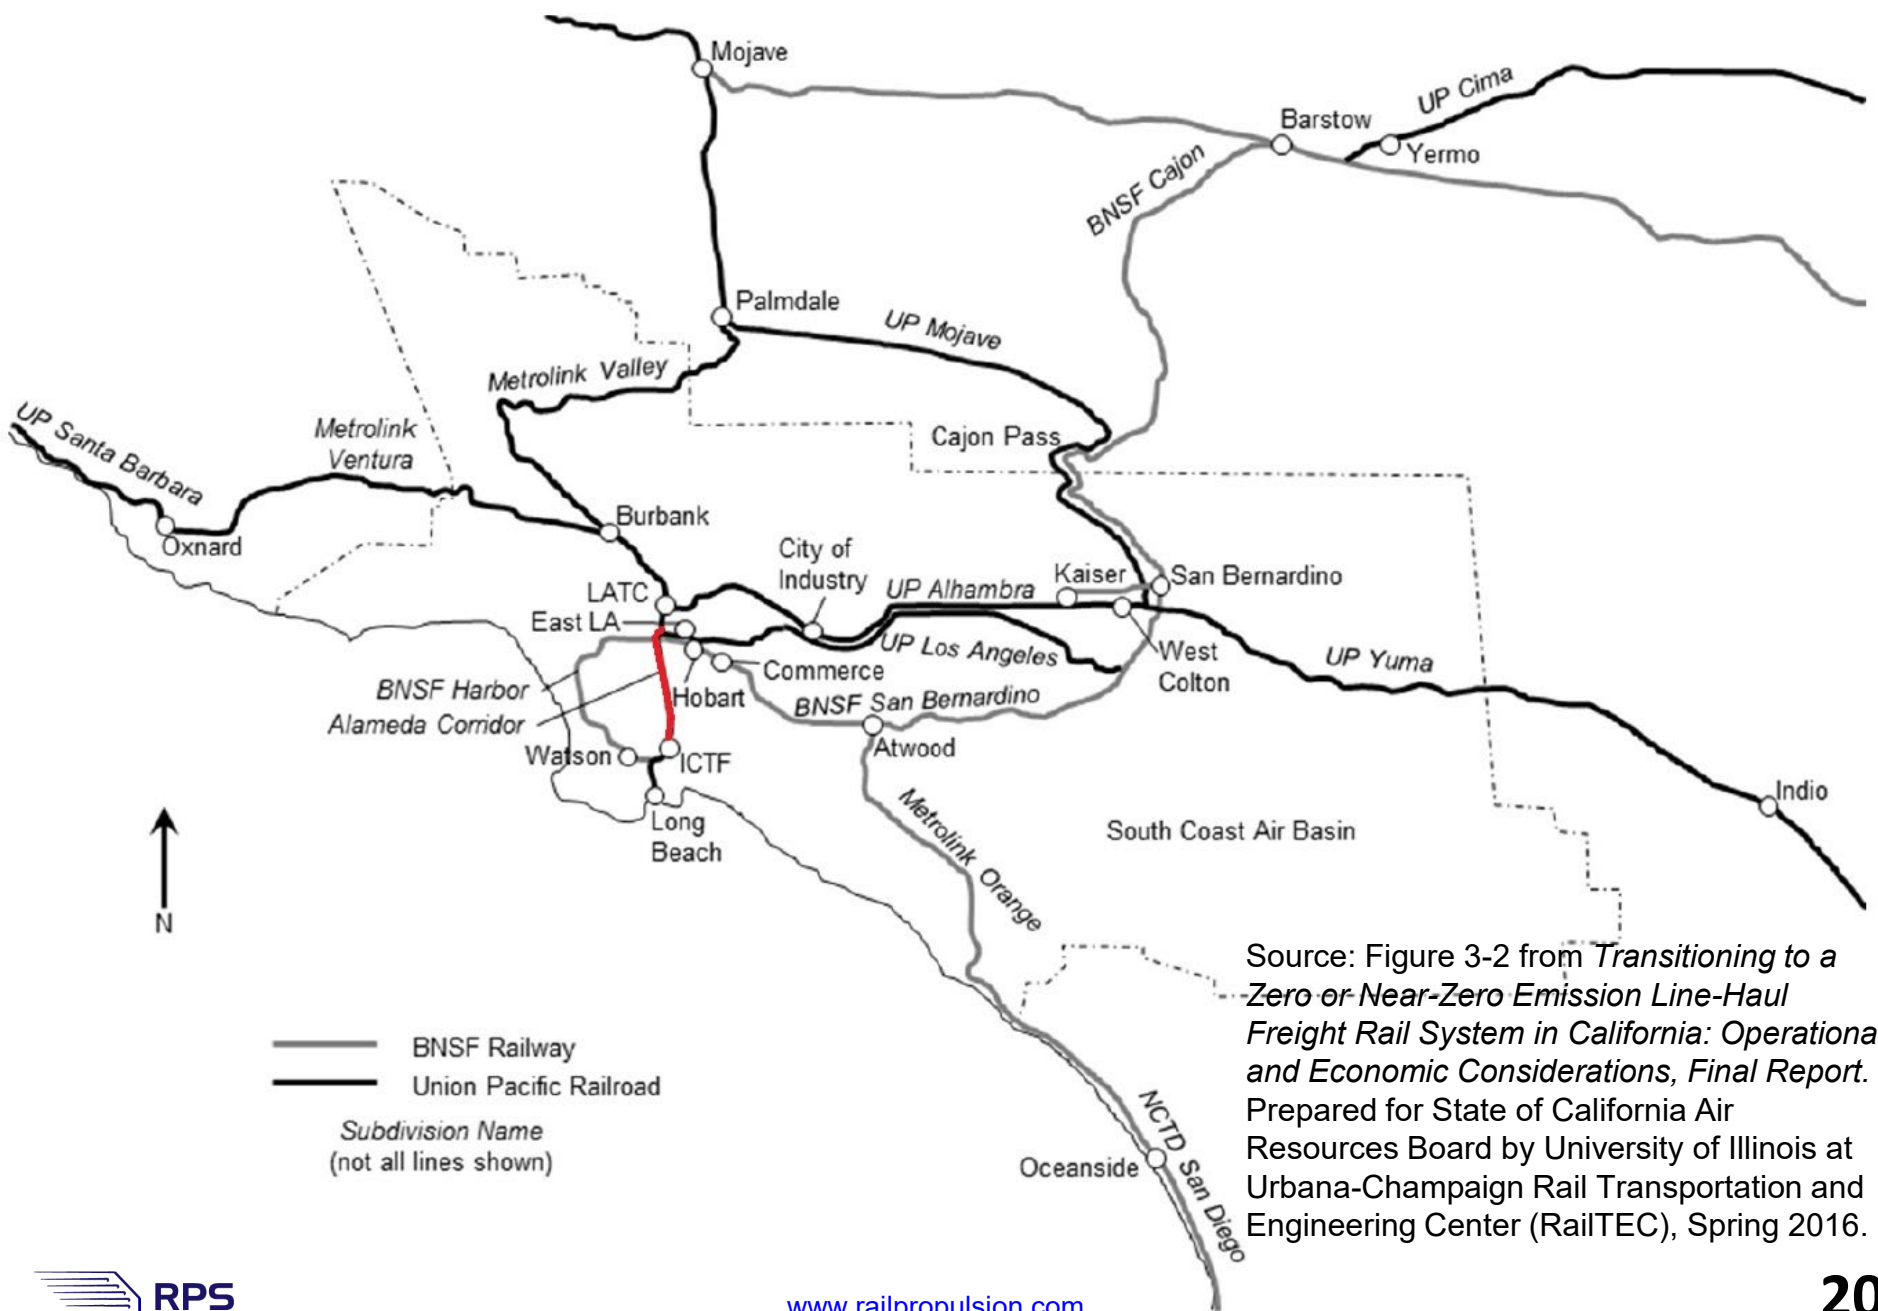 Mojave
UP Cima
Barstow
Yermo
BNSF Cajon
Palmdale
UP Mojave
Metrolink Valley
UP Santa Barbara
Metrolink
Ventura
Cajon Pass
Oxnard
Burbank
City of
Industry
LATC
UP Alhambra
Kaiser
San Bernardino
East LA
UP Los Angeles
West
Colton
UP Yuma
Commerce
Hobart
BNSF Harbor
Alameda Corridor
BNSF San Bernardino
Watson
ICTF
Atwood
Indio
Long
Beach
Metrolink Orange
South Coast Air Basin
N
BNSF Railway
Union Pacific Railroad
Subdivision Name
(not all lines shown)
Oceanside
NCTD San Diego
Source: Figure 3-2 from Transitioning to a
Zero or Near-Zero Emission Line-Haul
Freight Rail System in California: Operationa
and Economic Considerations, Final Report.
Prepared for State of California Air
Resources Board by University of Illinois at
Urbana-Champaign Rail Transportation and
Engineering Center (RailTEC), Spring 2016.
RPS
www.railpropulsion.com
20